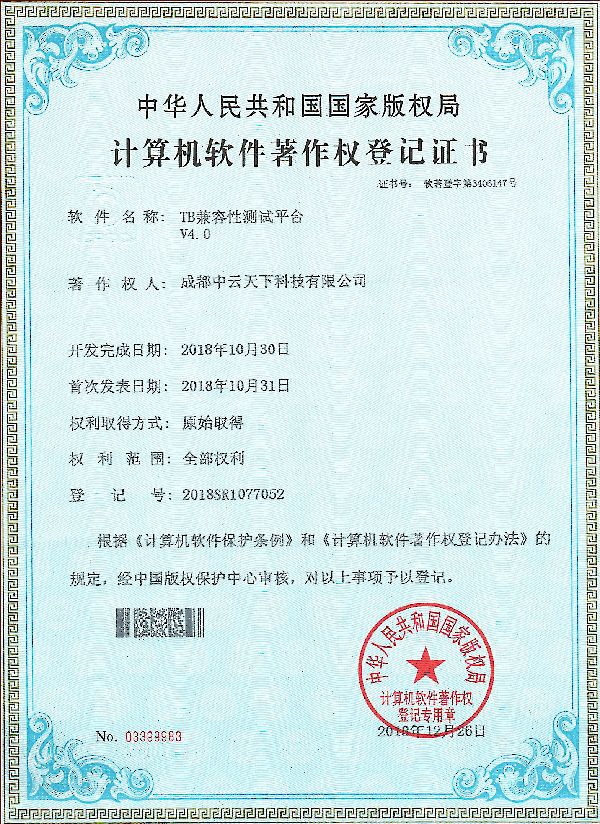 中华人民共和国国家版权局
计算机软件著作权登记证书
证书号： 软著登字第3406147号
软件名称： TB兼容性测试平台
V4.0
著作权人： 成都中云天下科技有限公司
开发完成日期： 2018年10月30日
首次发表日期： 2018年10月31日
权利取得方式： 原始取得
权利范围： 全部权利
登记号： 2018SR1077052
根据《计算机软件保护条例》和《计算机软件著作权登记办法》的
规定，经中国版权保护中心审核，对以上事项予以登记。
中华人民共和国国家版权局
计算机软件著作权
登记专用章
No. 03399983
2018年12月26日